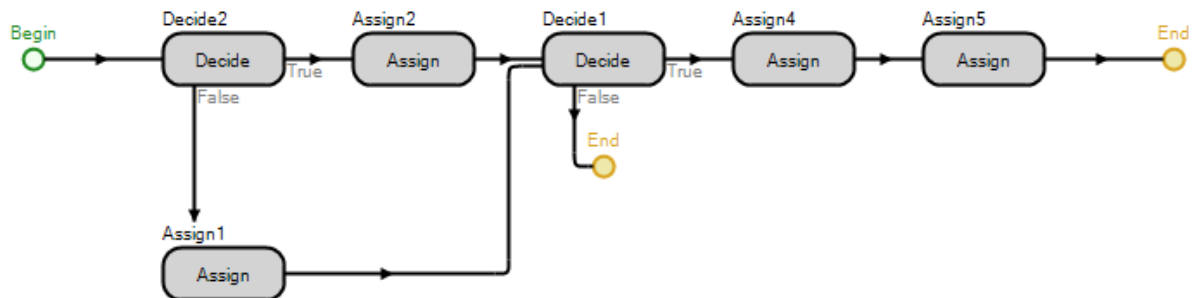 Begin
Decide2
Decide
True
False
Assign2
Assign
Decide1
Decide
True
False
End
Assign4
Assign
Assign5
Assign
End
Assign1
Assign